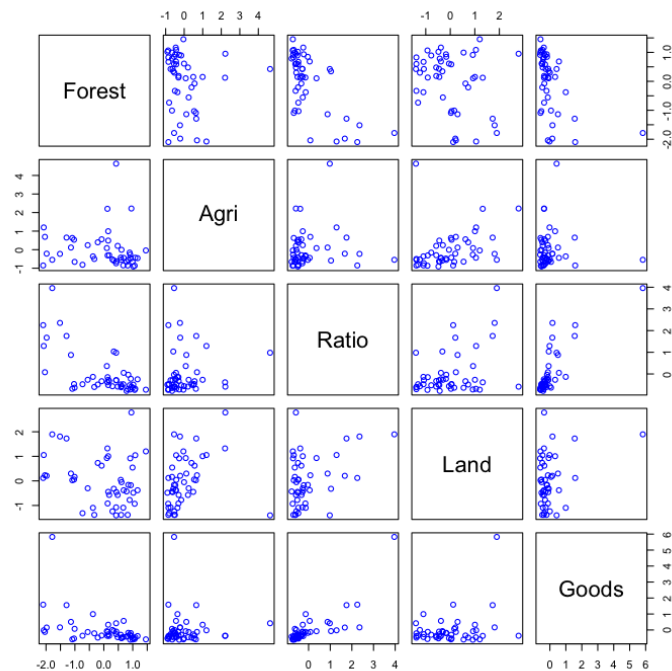 -1 0 1 2 4
-1 0 1 2
Forest
-2.0 -1.0 0.0 1.0
Agri
-1 0 1 2 3 4
Ratio
0 1 2 3 4
Land
-1 0 1 2
Goods
0 1 2 3 4 5 6
-2.0 -1.0 0.0 1.0
0 1 2 3 4
0 1 2 3 4 5 6